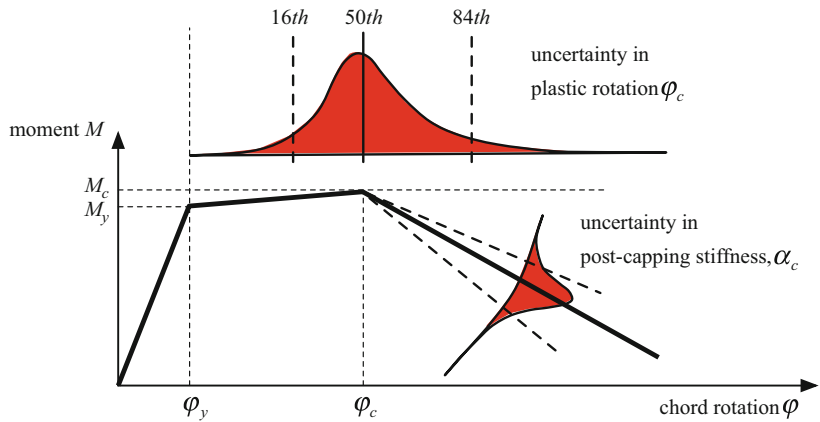 16th 50th 84th
uncertainty in
plastic rotation φc
moment M
Mc
My
uncertainty in
post-capping stiffness, αc
φy φc
chord rotation φ